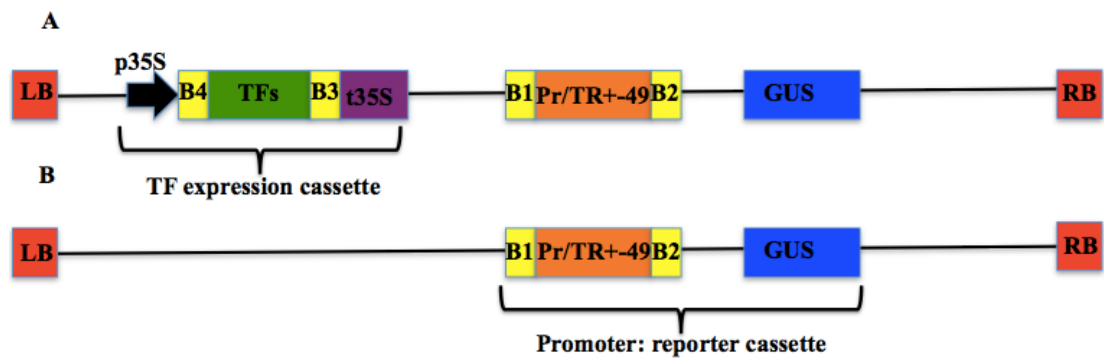 A
p35S
LB B4 TFs B3 t35S B1 Pr/TR+-49 B2 GUS RB
TF expression cassette
B
LB B1 Pr/TR+-49 B2 GUS RB
Promoter: reporter cassette